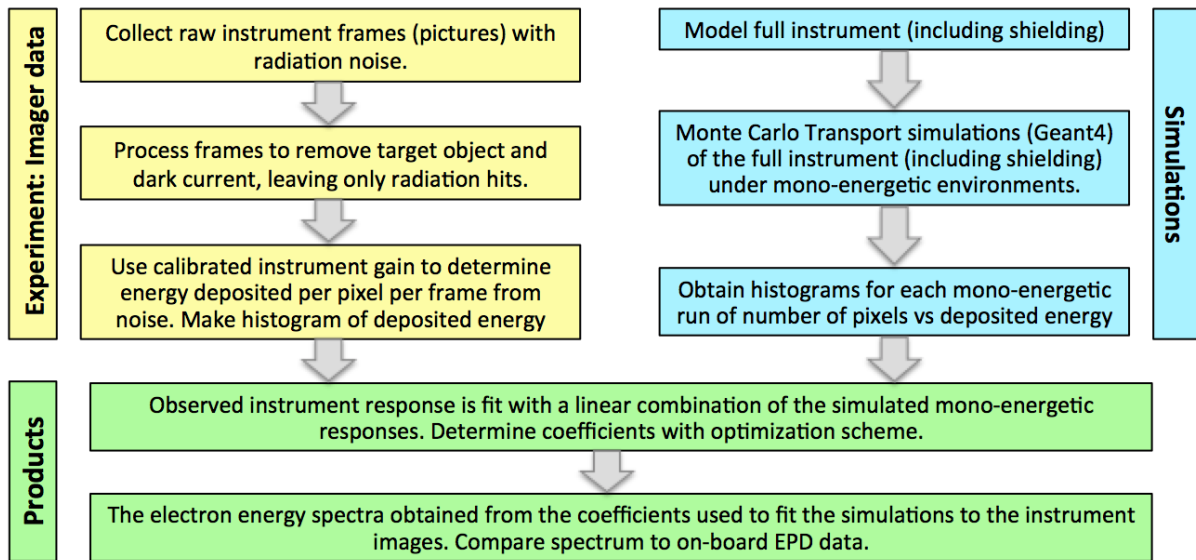 Experiment: Imager data
Collect raw instrument frames (pictures) with
radiation noise.
Process frames to remove target object and
dark current, leaving only radiation hits.
Use calibrated instrument gain to determine
energy deposited per pixel per frame from
noise. Make histogram of deposited energy
Simulations
Model full instrument (including shielding)
Monte Carlo Transport simulations (Geant4)
of the full instrument (including shielding)
under mono-energetic environments.
Obtain histograms for each mono-energetic
run of number of pixels vs deposited energy
Products
Observed instrument response is fit with a linear combination of the simulated mono-energetic
responses. Determine coefficients with optimization scheme.
The electron energy spectra obtained from the coefficients used to fit the simulations to the instrument
images. Compare spectrum to on-board EPD data.